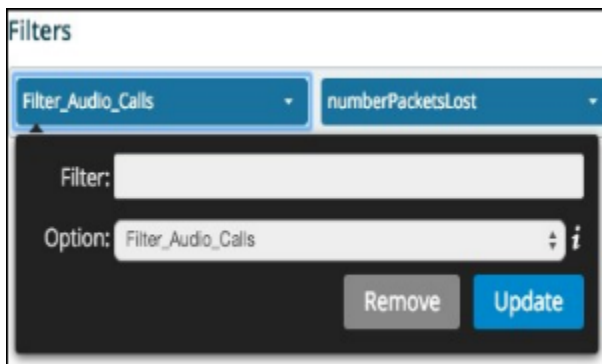 Filters
Filter_Audio_Calls numberPacketsLost
Filter:
Option: Filter_Audio_Calls i
Remove Update